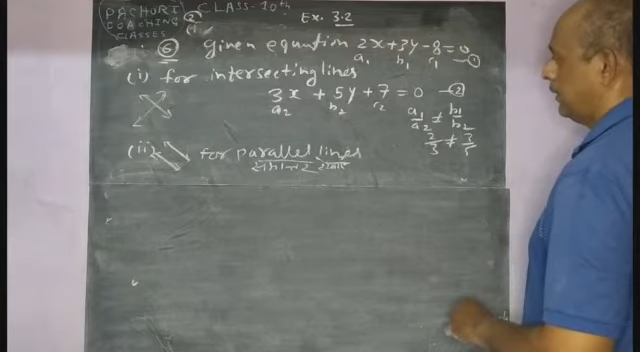 PACHORI COACHING CLASSES
CLASS-10th
Ex. 3.2
(6) given equation 2x+3y-8=0 —(1)
a₁ b₁ c₁
(i) for intersecting lines
3x + 5y + 7 = 0 —(2)
a₂ b₂ c₂
a₁/a₂ ≠ b₁/b₂
2/3 ≠ 3/5
(ii) for parallel lines
समान्तर रेखाएं